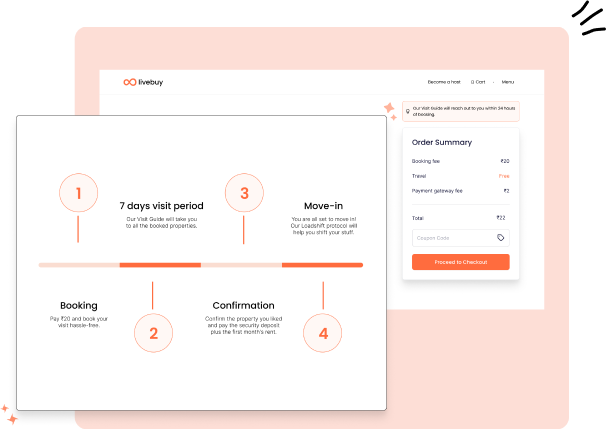 livebuy
Become a host
Cart
Menu
Our Visit Guide will reach out to you within 24 hours
of booking.
Order Summary
Booking fee ₹20
Travel Free
Payment gateway fee ₹2
Total ₹22
Coupon Code
Proceed to Checkout
1
7 days visit period
Our Visit Guide will take you
to all the booked properties.
3
Move-in
You are all set to move in!
Our Loadshift protocol will
help you shift your stuff.
Booking
Pay ₹20 and book your
visit hassle-free.
2
Confirmation
Confirm the property you liked
and pay the security deposit
plus the first month's rent.
4